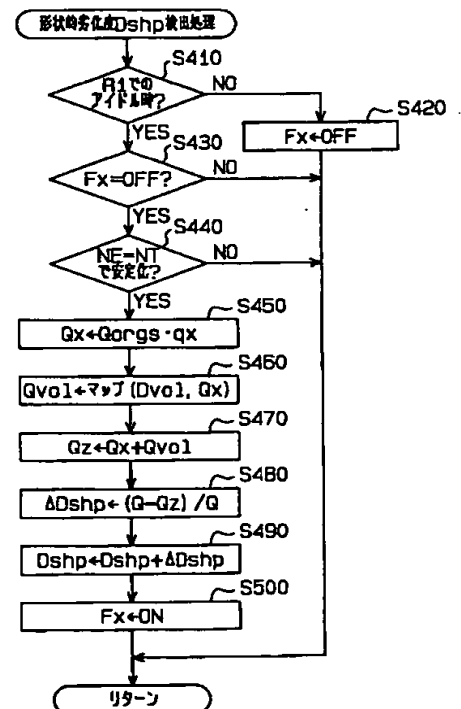 形状的劣化度Dshp検出処理
S410
R1での
アイドル時?
NO
YES
S420
Fx←OFF
S430
Fx=OFF?
NO
YES
S440
NE=NT
で安定化?
NO
YES
S450
Qx←Qorgs・qx
S460
Qvol←マップ(Dvol, Qx)
S470
Qz←Qx+Qvol
S480
ΔDshp←(Q-Qz)/Q
S490
Dshp←Dshp+ΔDshp
S500
Fx←ON
リターン